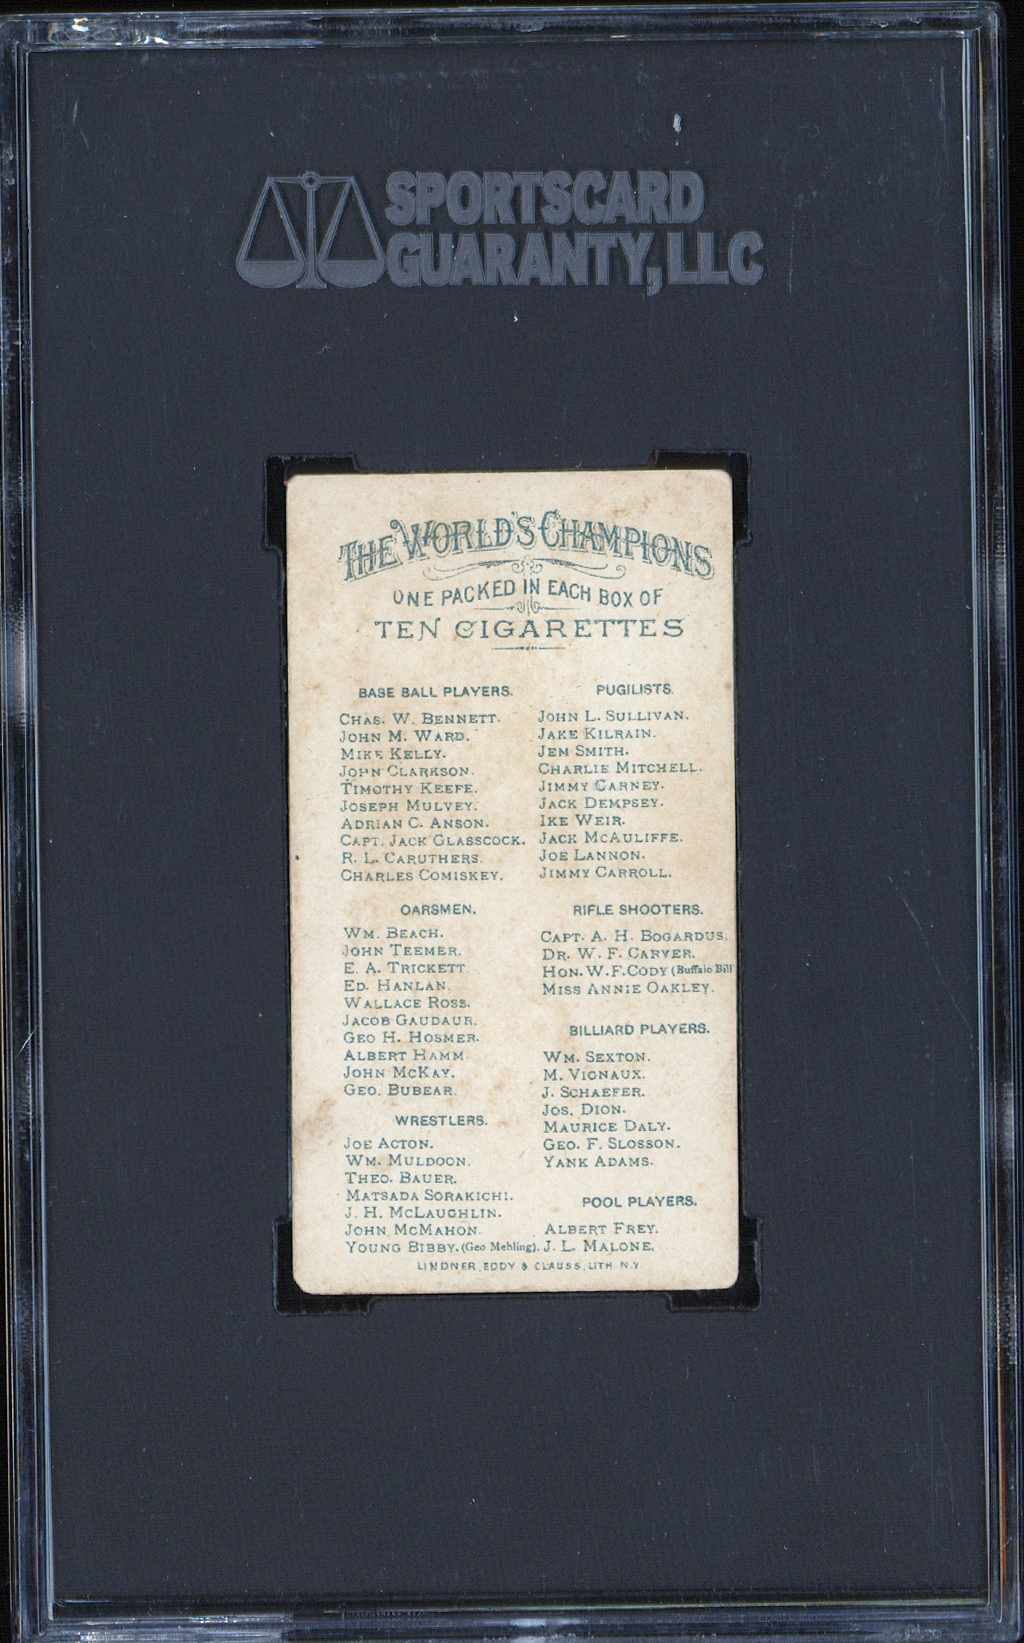 SPORTSCARD
GUARANTY, LLC
THE WORLD'S CHAMPIONS
ONE PACKED IN EACH BOX OF
TEN CIGARETTES
BASE BALL PLAYERS.
CHAS. W. BENNETT.
JOHN M. WARD.
MIKE KELLY.
JOHN CLARKSON.
TIMOTHY KEEFE.
JOSEPH MULVEY.
ADRIAN C. ANSON.
CAPT. JACK GLASSCOCK.
R. L. CARUTHERS.
CHARLES COMISKEY.
OARSMEN.
WM. BEACH.
JOHN TEEMER.
E. A. TRICKETT.
ED. HANLAN.
WALLACE ROSS.
JACOB GAUDAUR.
GEO H. HOSMER.
ALBERT HAMM.
JOHN MCKAY.
GEO. BUBEAR.
WRESTLERS.
JOE ACTON.
WM. MULDOON.
THEO. BAUER.
MATSADA SORAKICHI.
J. H. MCLAUGHLIN.
JOHN MCMAHON.
YOUNG BIBBY. (Geo Mehling).
PUGILISTS.
JOHN L. SULLIVAN.
JAKE KILRAIN.
JEM SMITH.
CHARLIE MITCHELL.
JIMMY CARNEY.
JACK DEMPSEY.
IKE WEIR.
JACK MCAULIFFE.
JOE LANNON.
JIMMY CARROLL.
RIFLE SHOOTERS.
CAPT. A. H. BOGARDUS.
DR. W. F. CARVER.
HON. W. F. CODY (Buffalo Bill
MISS ANNIE OAKLEY.
BILLIARD PLAYERS.
WM. SEXTON.
M. VIGNAUX.
J. SCHAEFER.
JOS. DION.
MAURICE DALY.
GEO. F. SLOSSON.
YANK ADAMS.
POOL PLAYERS.
ALBERT FREY.
J. L. MALONE.
LINDNER, EDDY & CLAUSS, LITH. N.Y.